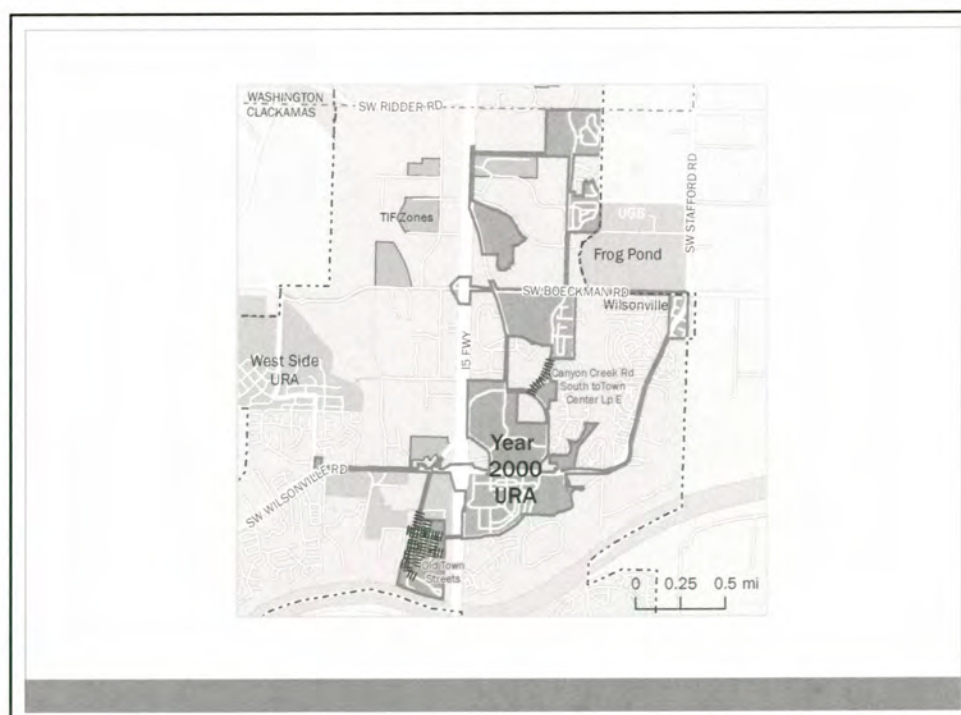 WASHINGTON
CLACKAMAS
SW RIDDER RD
SW STAFFORD RD
TIF Zones
UGB
Frog Pond
SW BOECKMAN RD
Wilsonville
I5 FWY
West Side
URA
Canyon Creek Rd
South to Town
Center Lp E
Year
2000
URA
SW WILSONVILLE RD
Old Town
Streets
0 0.25 0.5 mi